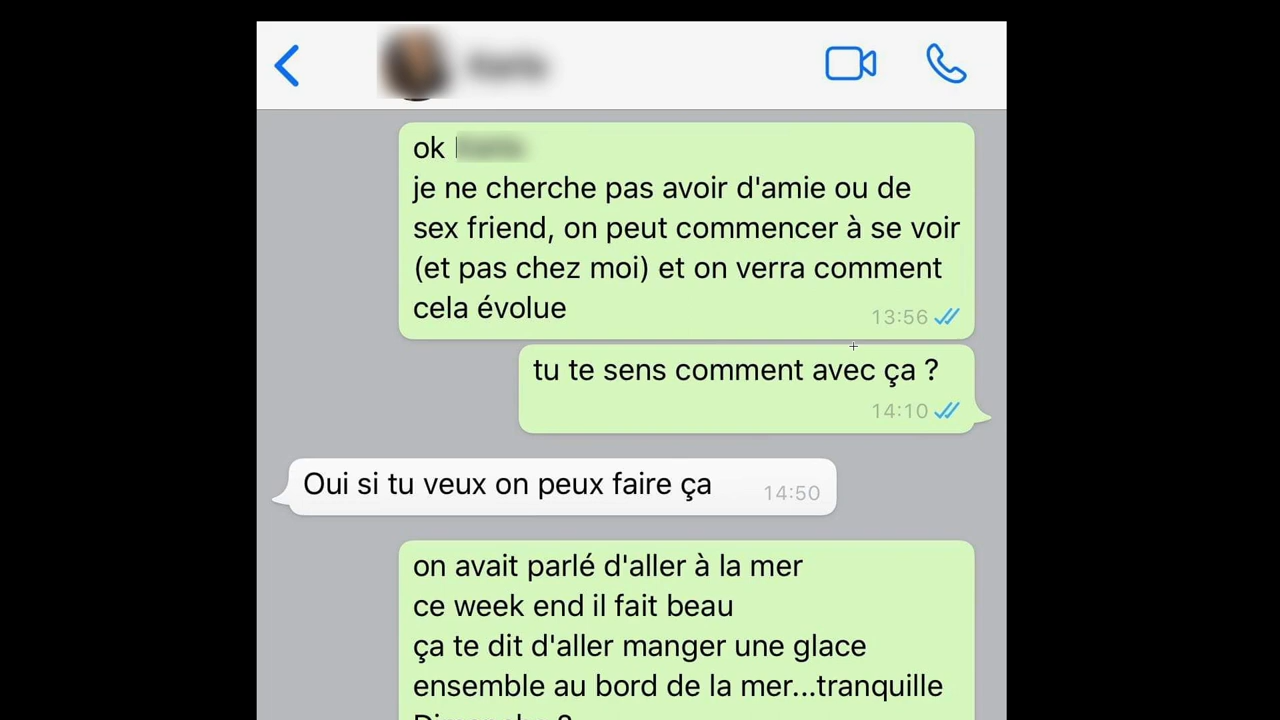 ok
je ne cherche pas avoir d'amie ou de
sex friend, on peut commencer à se voir
(et pas chez moi) et on verra comment
cela évolue
13:56
tu te sens comment avec ça ?
14:10
Oui si tu veux on peux faire ça
14:50
on avait parlé d'aller à la mer
ce week end il fait beau
ça te dit d'aller manger une glace
ensemble au bord de la mer...tranquille
Dimanche ?